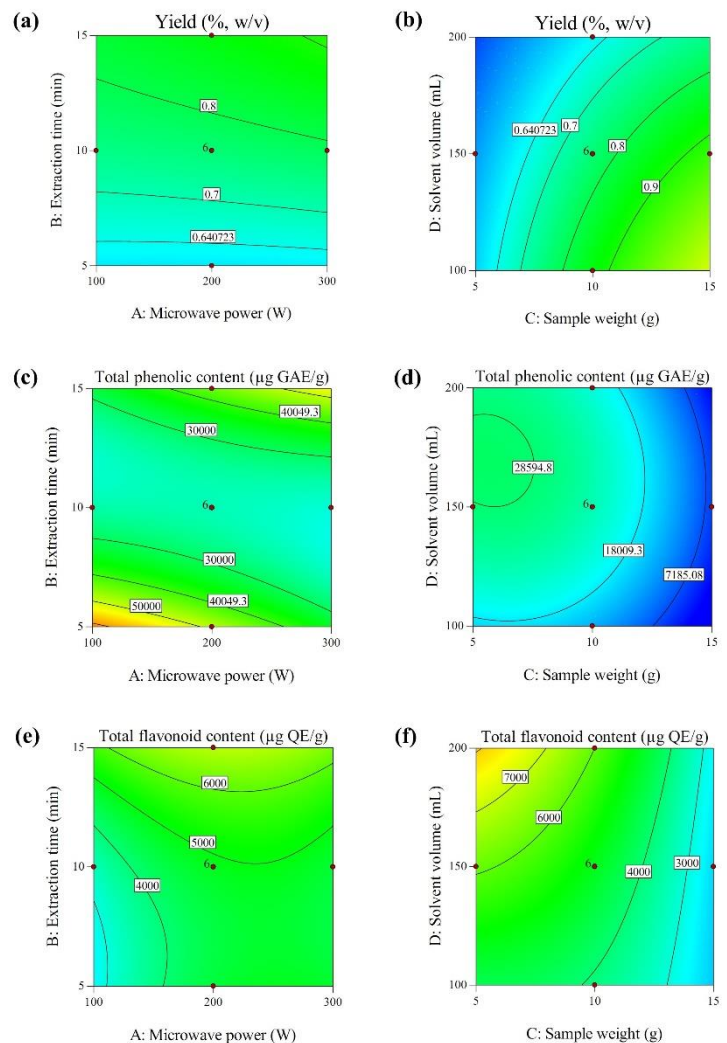 (a)
Yield (%, w/v)
B: Extraction time (min)
15
10
5
0.8
6
0.7
0.640723
100
200
300
A: Microwave power (W)
(b)
Yield (%, w/v)
D: Solvent volume (mL)
200
150
100
0.640723
0.7
6
0.8
0.9
5
10
15
C: Sample weight (g)
(c)
Total phenolic content (µg GAE/g)
B: Extraction time (min)
15
10
5
40049.3
30000
6
30000
40049.3
50000
100
200
300
A: Microwave power (W)
(d)
Total phenolic content (µg GAE/g)
D: Solvent volume (mL)
200
150
100
28594.8
6
18009.3
7185.08
5
10
15
C: Sample weight (g)
(e)
Total flavonoid content (µg QE/g)
B: Extraction time (min)
15
10
5
6000
5000
6
4000
100
200
300
A: Microwave power (W)
(f)
Total flavonoid content (µg QE/g)
D: Solvent volume (mL)
200
150
100
7000
6000
6
4000
3000
5
10
15
C: Sample weight (g)